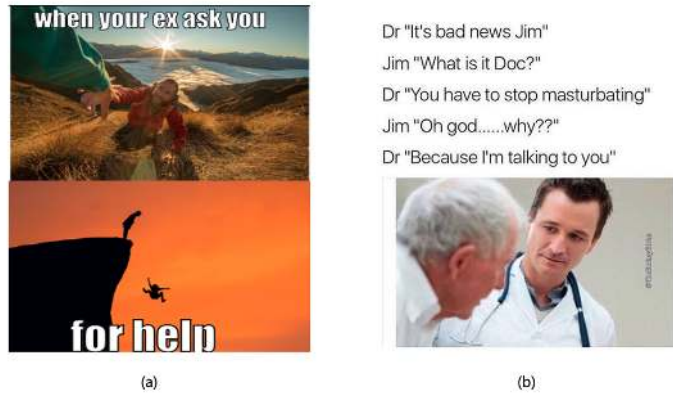 when your ex ask you
for help
(a)
Dr "It's bad news Jim"
Jim "What is it Doc?"
Dr "You have to stop masturbating"
Jim "Oh god......why??"
Dr "Because I'm talking to you"
(b)